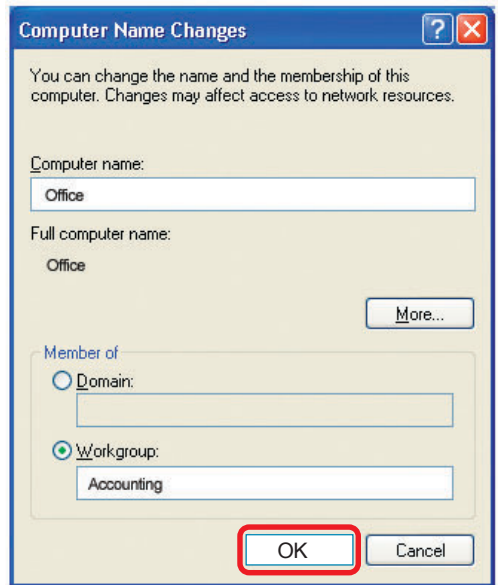 Computer Name Changes
You can change the name and the membership of this
computer. Changes may affect access to network resources.
Computer name:
Office
Full computer name:
Office
More...
Member of
Domain:
Workgroup:
Accounting
OK
Cancel